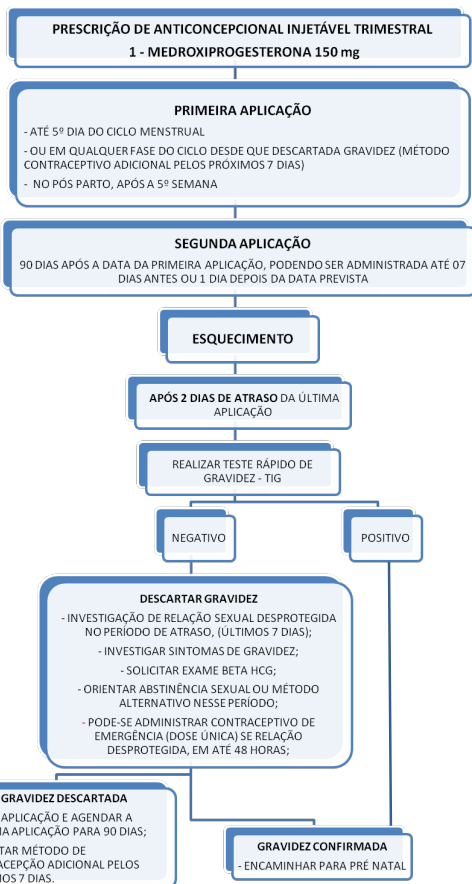 PRESCRIÇÃO DE ANTICONCEPCIONAL INJETÁVEL TRIMESTRAL
1 - MEDROXIPROGESTERONA 150 mg
PRIMEIRA APLICAÇÃO
- ATÉ 5º DIA DO CICLO MENSTRUAL
- OU EM QUALQUER FASE DO CICLO DESDE QUE DESCARTADA GRAVIDEZ (MÉTODO
CONTRACEPTIVO ADICIONAL PELOS PRÓXIMOS 7 DIAS)
- NO PÓS PARTO, APÓS A 5º SEMANA
SEGUNDA APLICAÇÃO
90 DIAS APÓS A DATA DA PRIMEIRA APLICAÇÃO, PODENDO SER ADMINISTRADA ATÉ 07
DIAS ANTES OU 1 DIA DEPOIS DA DATA PREVISTA
ESQUECIMENTO
APÓS 2 DIAS DE ATRASO DA ÚLTIMA
APLICAÇÃO
REALIZAR TESTE RÁPIDO DE
GRAVIDEZ - TIG
NEGATIVO
POSITIVO
DESCARTAR GRAVIDEZ
- INVESTIGAÇÃO DE RELAÇÃO SEXUAL DESPROTEGIDA
NO PERÍODO DE ATRASO, (ÚLTIMOS 7 DIAS);
- INVESTIGAR SINTOMAS DE GRAVIDEZ;
- SOLICITAR EXAME BETA HCG;
- ORIENTAR ABSTINÊNCIA SEXUAL OU MÉTODO
ALTERNATIVO NESSE PERÍODO;
- PODE-SE ADMINISTRAR CONTRACEPTIVO DE
EMERGÊNCIA (DOSE ÚNICA) SE RELAÇÃO
DESPROTEGIDA, EM ATÉ 48 HORAS;
GRAVIDEZ DESCARTADA
APLICAÇÃO E AGENDAR A
APLICAÇÃO PARA 90 DIAS;
MÉTODO DE
ADICIONAL PELOS
7 DIAS.
GRAVIDEZ CONFIRMADA
- ENCAMINHAR PARA PRÉ NATAL